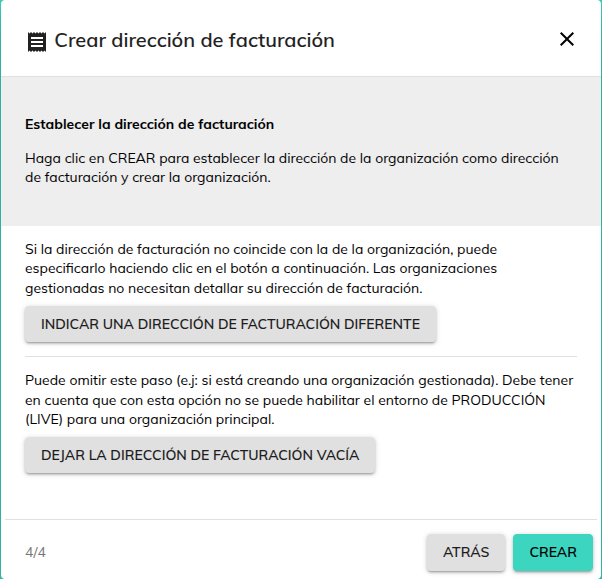 Crear dirección de facturación
Establecer la dirección de facturación
Haga clic en CREAR para establecer la dirección de la organización como dirección
de facturación y crear la organización.
Si la dirección de facturación no coincide con la de la organización, puede
especificarlo haciendo clic en el botón a continuación. Las organizaciones
gestionadas no necesitan detallar su dirección de facturación.
INDICAR UNA DIRECCIÓN DE FACTURACIÓN DIFERENTE
Puede omitir este paso (e.j: si está creando una organización gestionada). Debe tener
en cuenta que con esta opción no se puede habilitar el entorno de PRODUCCIÓN
(LIVE) para una organización principal.
DEJAR LA DIRECCIÓN DE FACTURACIÓN VACÍA
4/4
ATRÁS
CREAR